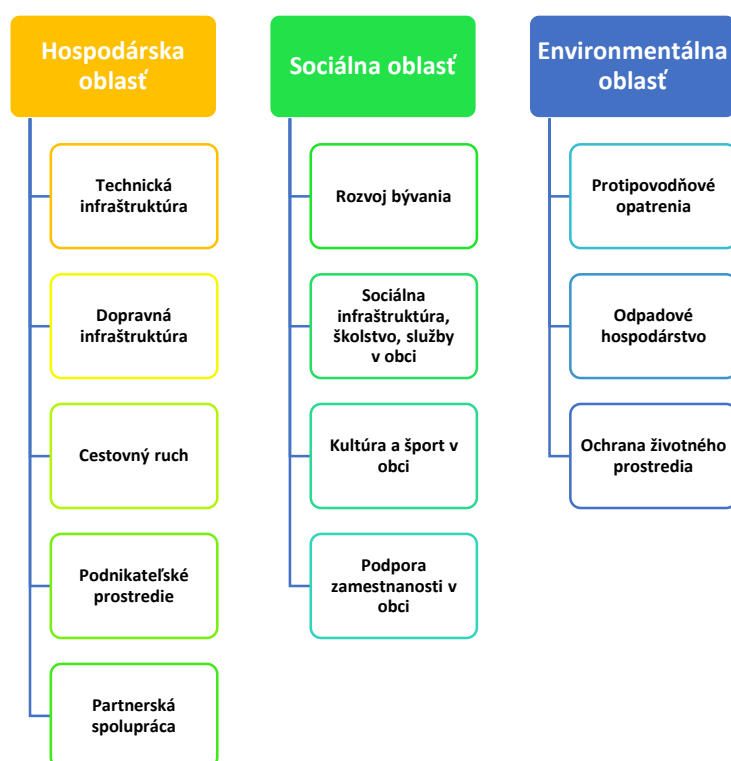 Hospodárska
oblasť
Technická
infraštruktúra
Dopravná
infraštruktúra
Cestovný ruch
Podnikateľské
prostredie
Partnerská
spolupráca
Sociálna oblasť
Rozvoj bývania
Sociálna
infraštruktúra,
školstvo, služby
v obci
Kultúra a šport v
obci
Podpora
zamestnanosti v
obci
Environmentálna
oblasť
Protipovodňové
opatrenia
Odpadové
hospodárstvo
Ochrana životného
prostredia